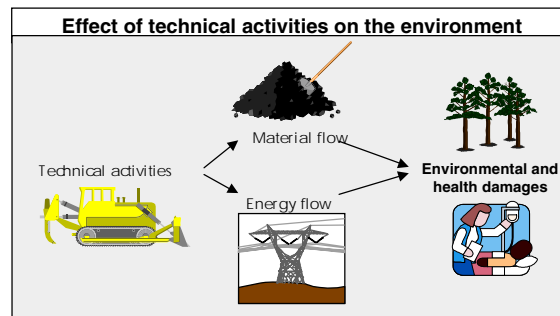 Effect of technical activities on the environment
Material flow
Technical activities
Environmental and
health damages
Energy flow